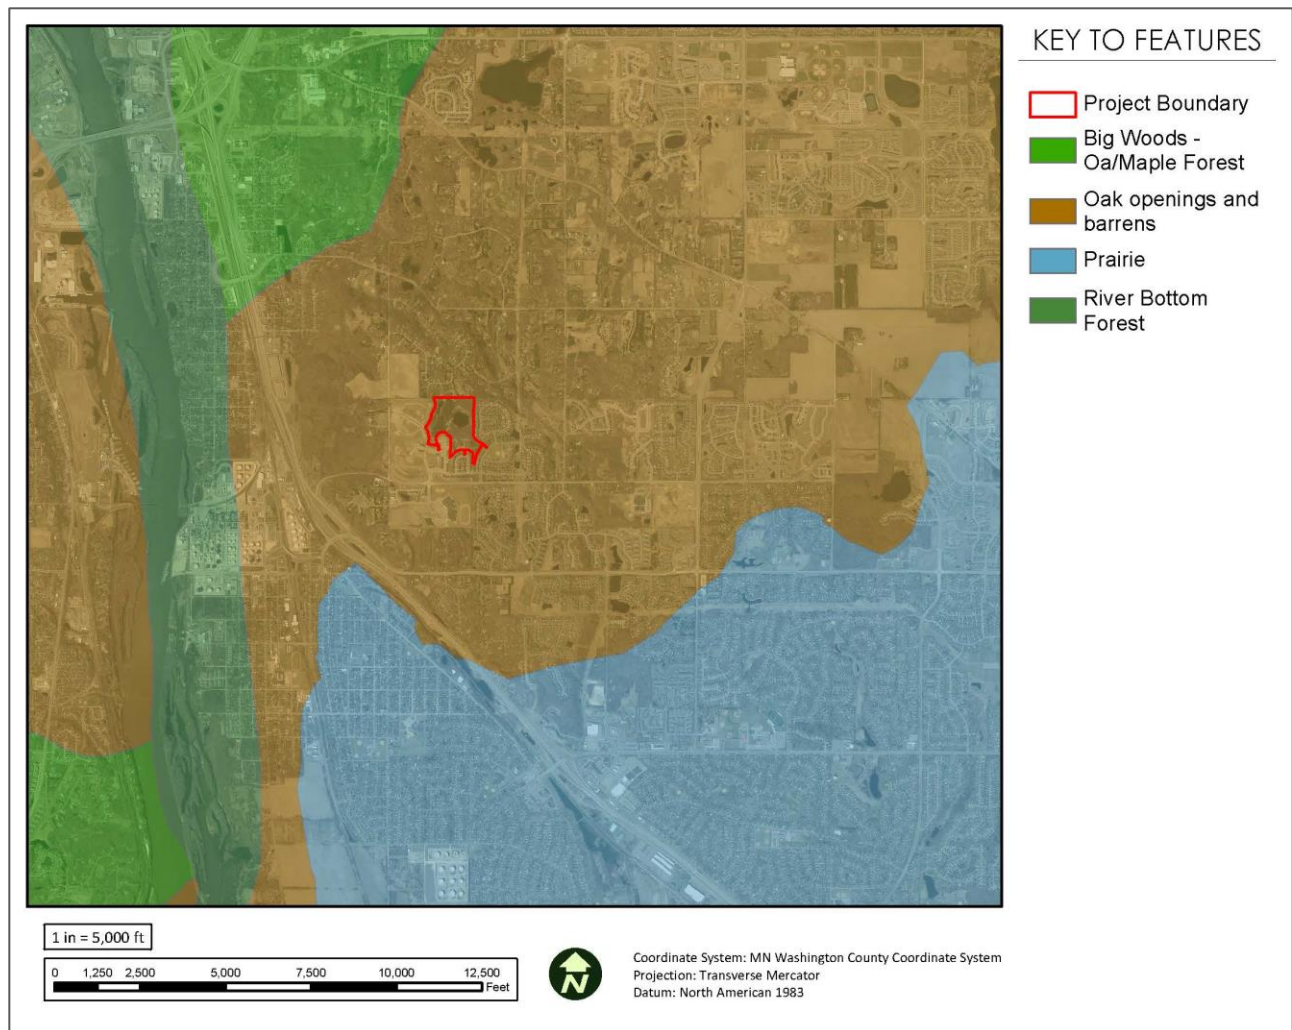 KEY TO FEATURES
Project Boundary
Big Woods -
Oa/Maple Forest
Oak openings and
barrens
Prairie
River Bottom
Forest
1 in = 5,000 ft
0 1,250 2,500 5,000 7,500 10,000 12,500
Feet
N
Coordinate System: MN Washington County Coordinate System
Projection: Transverse Mercator
Datum: North American 1983